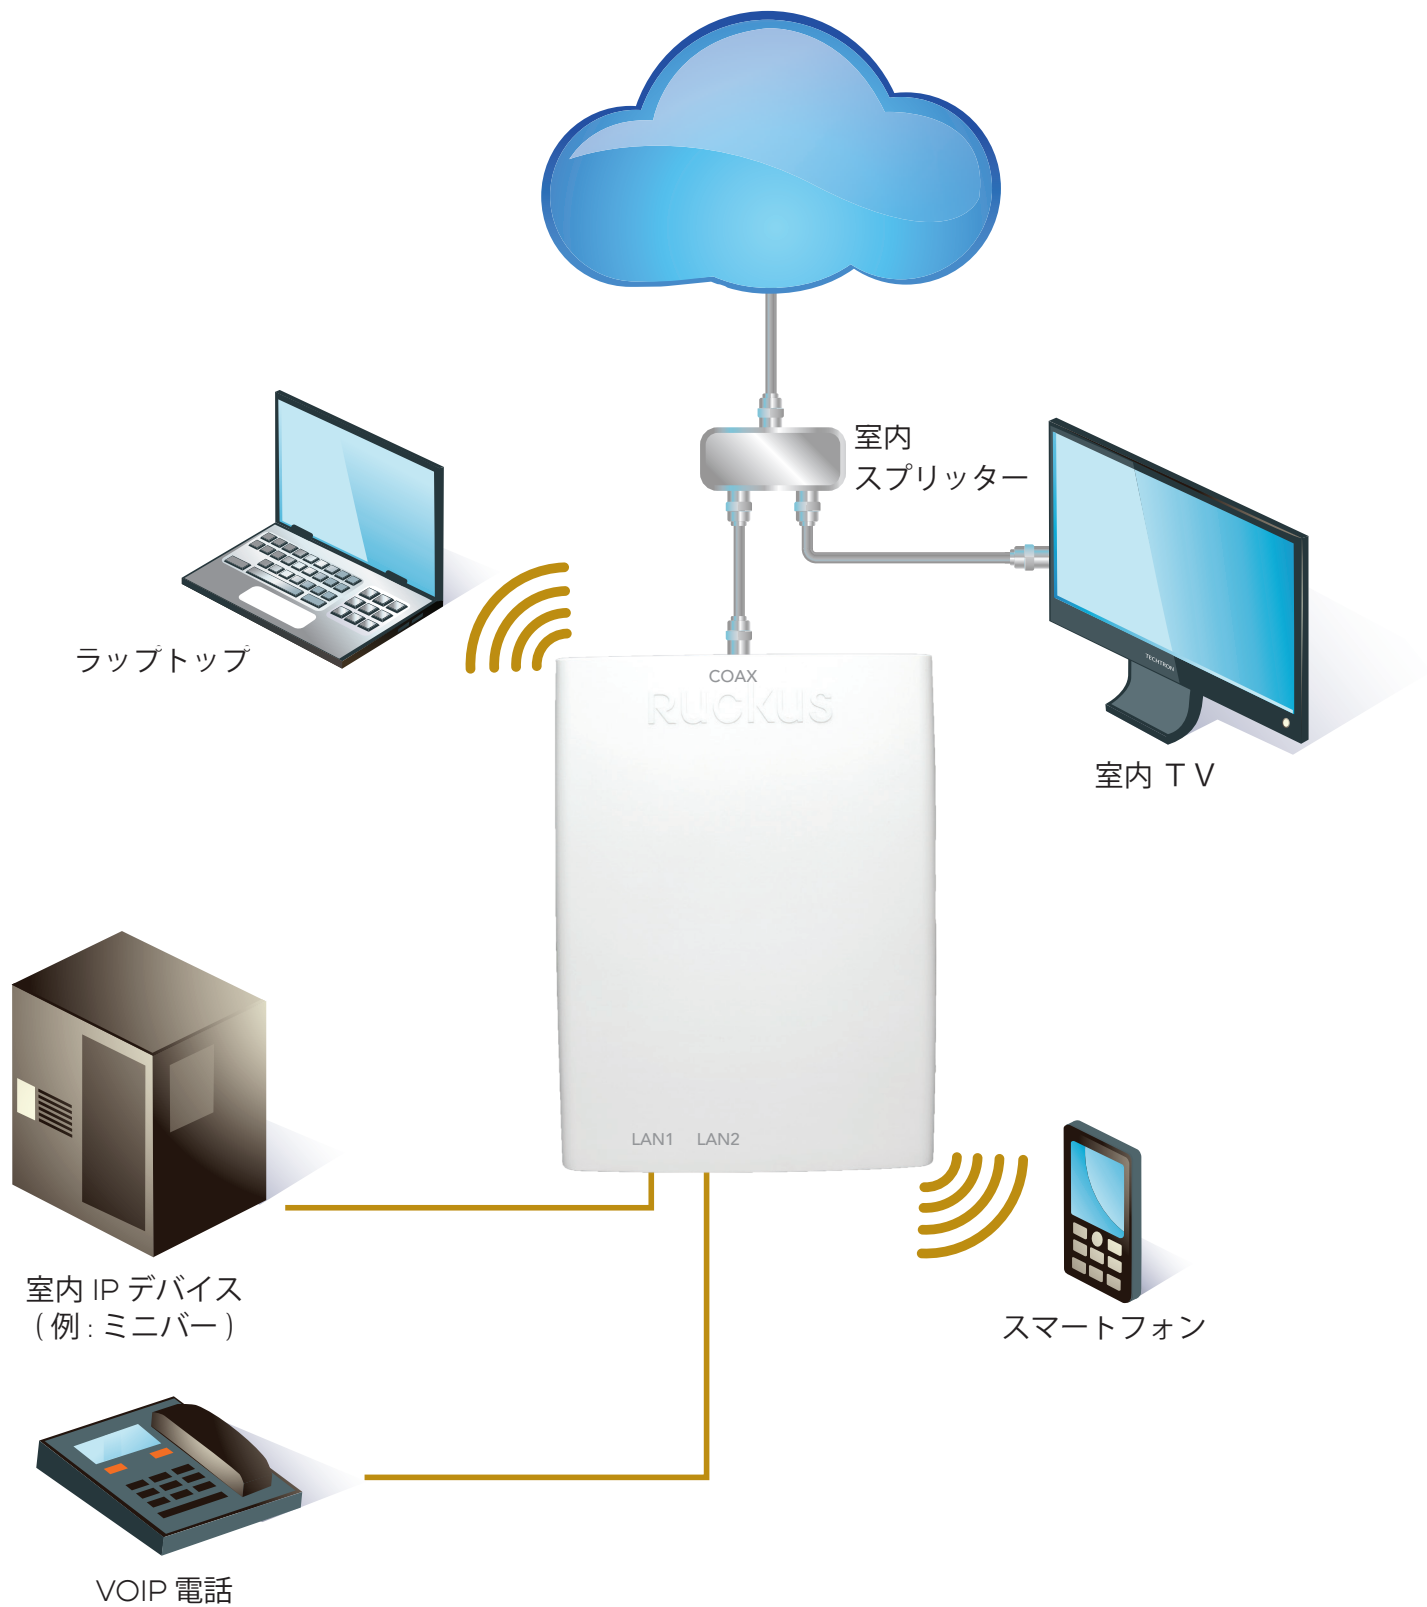 室内
スプリッター
ラップトップ
TECHTRON
COAX
Ruckus
室内 ＴＶ
LAN1 LAN2
室内 IP デバイス
( 例 : ミニバー )
スマートフォン
VOIP 電話